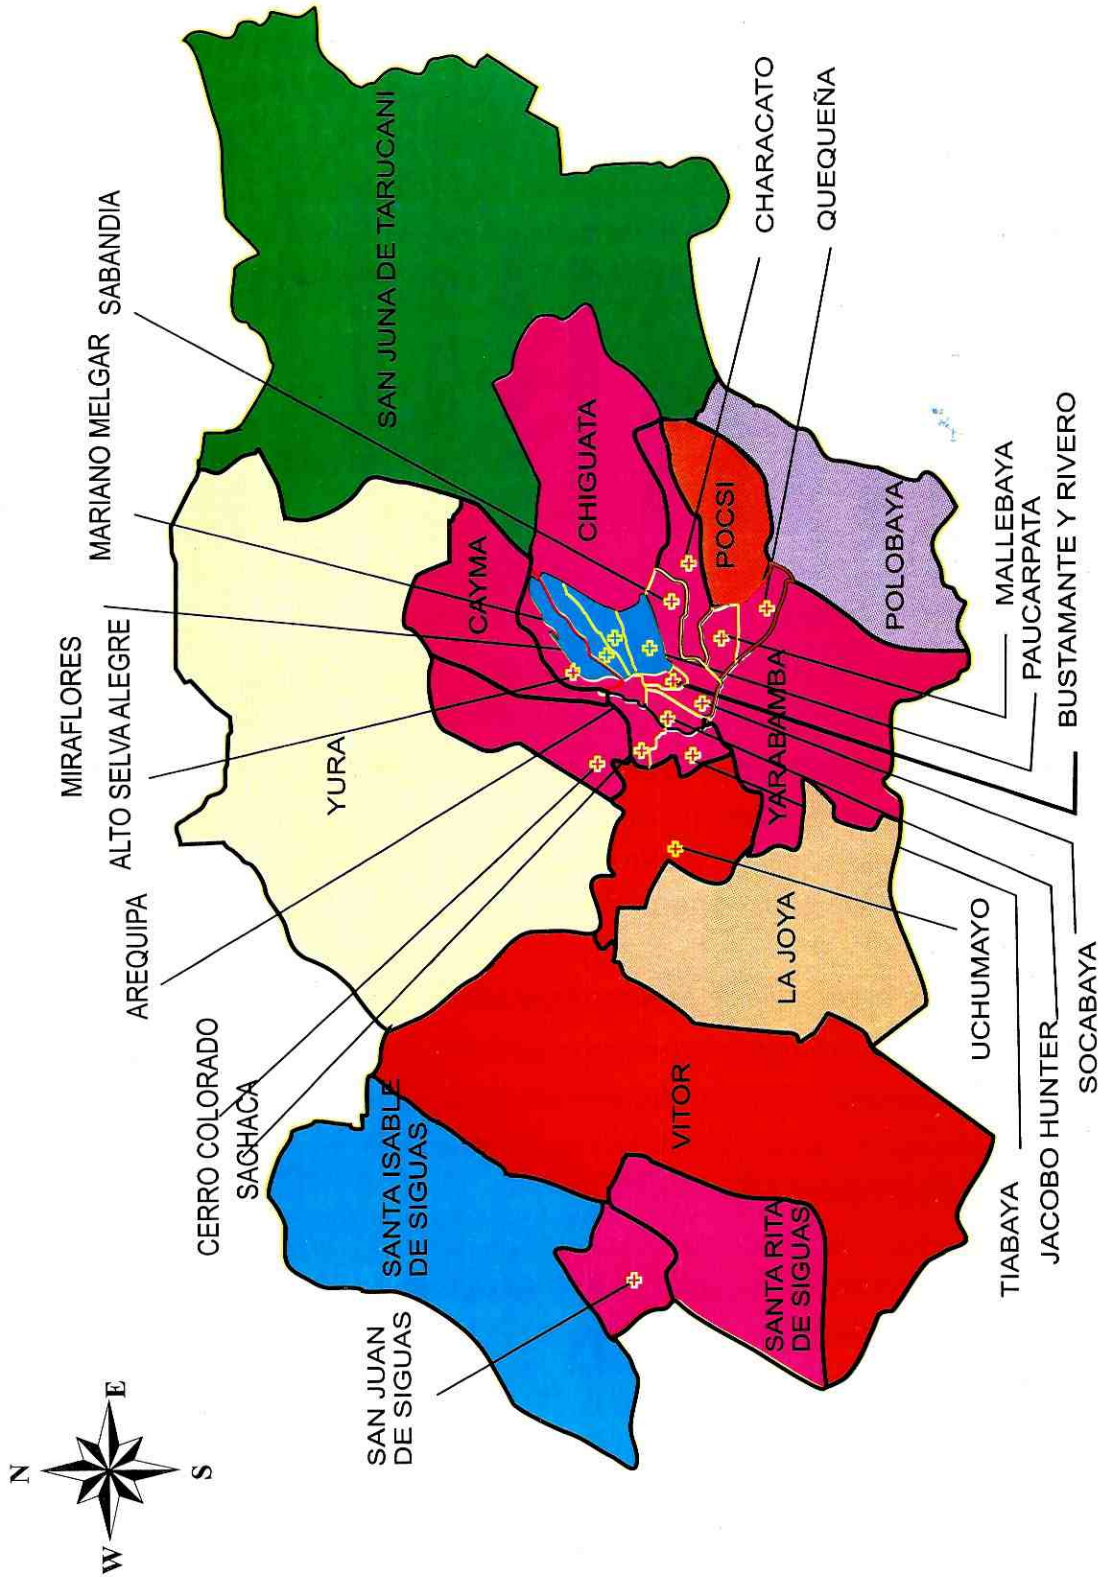 N
W
E
S
MIRAFLORES
ALTO SELVA ALEGRE
MARIANO MELGAR
SABANDIA
AREQUIPA
CERRO COLORADO
SACHACA
SAN JUAN
DE SIGUAS
SANTA ISABLE
DE SIGUAS
YURA
CAYMA
SAN JUNA DE TARUCANI
CHIGUATA
VITOR
SANTA RITA
DE SIGUAS
LA JOYA
YARABAMBA
POCSI
POLOBAYA
CHARACATO
QUEQUEÑA
UCHUMAYO
TIABAYA
JACOBO HUNTER
SOCABAYA
MALLEBAYA
PAUCARPATA
BUSTAMANTE Y RIVERO